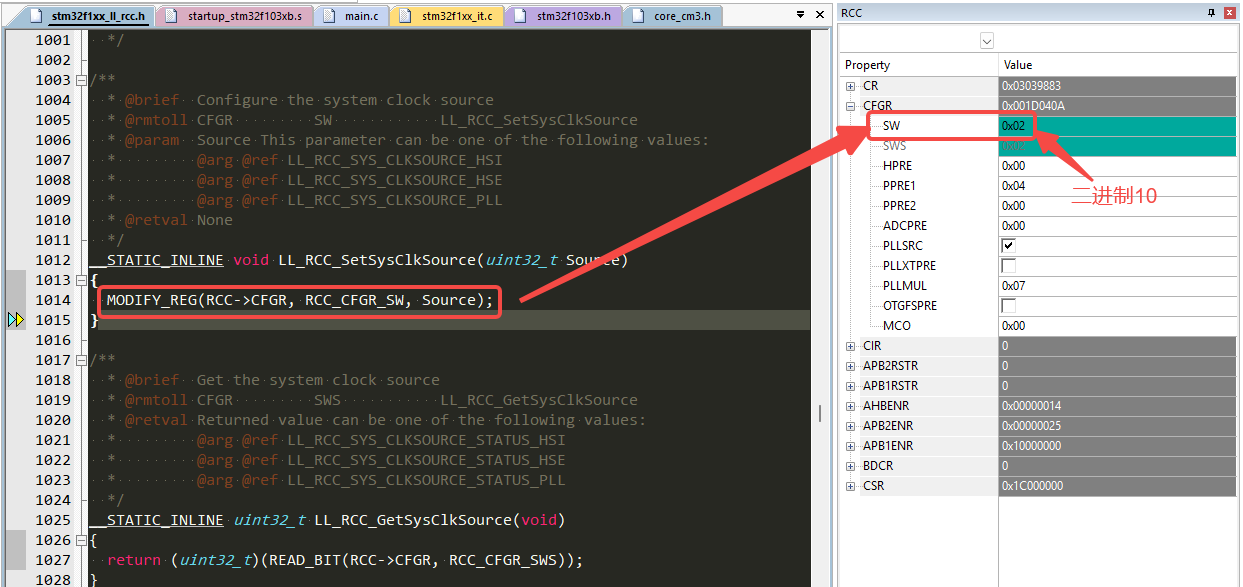 stm32f1xx_ll_rcc.h startup_stm32f103xb.s main.c stm32f1xx_it.c stm32f103xb.h core_cm3.h
1001 */
1002
1003 /**
1004 * @brief Configure the system clock source
1005 * @rmtoll CFGR SW LL_RCC_SetSysClkSource
1006 * @param Source This parameter can be one of the following values:
1007 * @arg @ref LL_RCC_SYS_CLKSOURCE_HSI
1008 * @arg @ref LL_RCC_SYS_CLKSOURCE_HSE
1009 * @arg @ref LL_RCC_SYS_CLKSOURCE_PLL
1010 * @retval None
1011 */
1012 __STATIC_INLINE void LL_RCC_SetSysClkSource(uint32_t Source)
1013 {
1014 MODIFY_REG(RCC->CFGR, RCC_CFGR_SW, Source);
1015 }
1016
1017 /**
1018 * @brief Get the system clock source
1019 * @rmtoll CFGR SWS LL_RCC_GetSysClkSource
1020 * @retval Returned value can be one of the following values:
1021 * @arg @ref LL_RCC_SYS_CLKSOURCE_STATUS_HSI
1022 * @arg @ref LL_RCC_SYS_CLKSOURCE_STATUS_HSE
1023 * @arg @ref LL_RCC_SYS_CLKSOURCE_STATUS_PLL
1024 */
1025 __STATIC_INLINE uint32_t LL_RCC_GetSysClkSource(void)
1026 {
1027 return (uint32_t)(READ_BIT(RCC->CFGR, RCC_CFGR_SWS));
1028 }
RCC
Property Value
CR 0x03039883
CFGR 0x001D040A
SW 0x02
SWS
HPRE 0x00
PPRE1 0x04
二进制10
PPRE2 0x00
ADCPRE 0x00
PLLSRC
PLLXTPRE
PLLMUL 0x07
OTGFSPRE
MCO 0x00
CIR 0
APB2RSTR 0
APB1RSTR 0
AHBENR 0x00000014
APB2ENR 0x00000025
APB1ENR 0x10000000
BDCR 0
CSR 0x1C000000